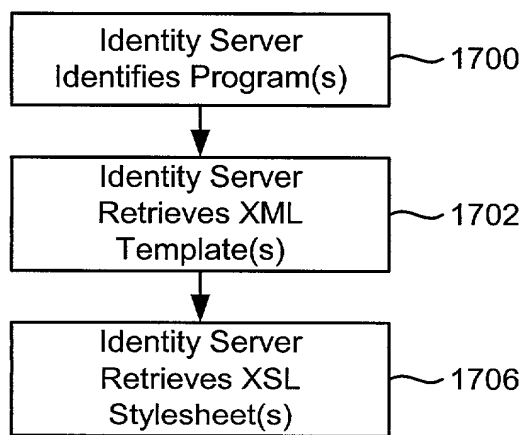 Identity Server
Identifies Program(s)
1700
Identity Server
Retrieves XML
Template(s)
1702
Identity Server
Retrieves XSL
Stylesheet(s)
1706